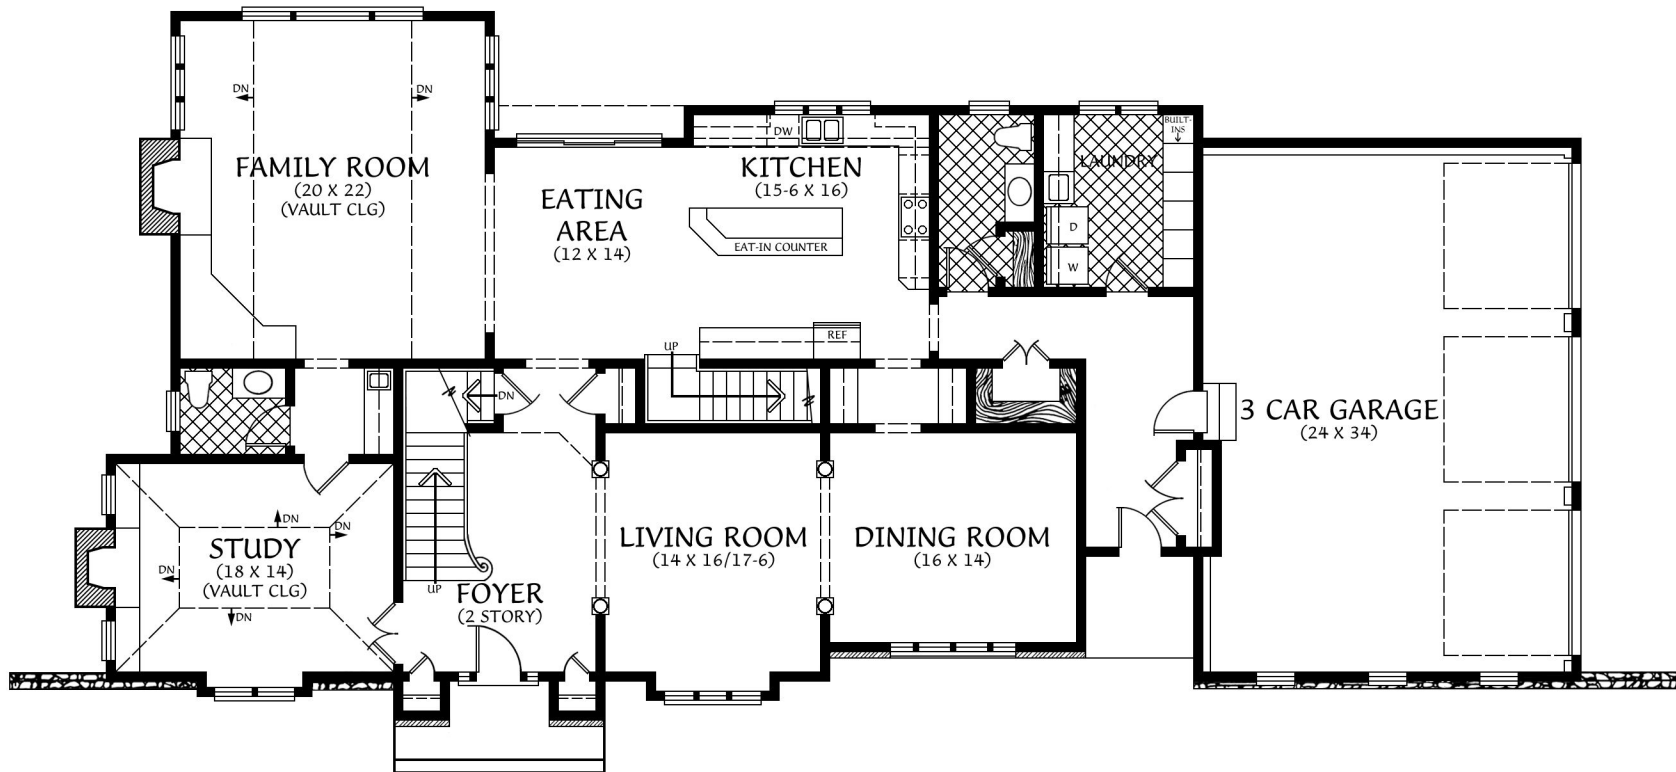 DN
DN
FAMILY ROOM
(20 X 22)
(VAULT CLG)
EATING
AREA
(12 X 14)
DW
KITCHEN
(15-6 X 16)
EAT-IN COUNTER
REF
BUILT-
INS
LAUNDRY
D
W
UP
DN
3 CAR GARAGE
(24 X 34)
DN
DN
STUDY
(18 X 14)
(VAULT CLG)
DN
DN
UP
FOYER
(2 STORY)
LIVING ROOM
(14 X 16/17-6)
DINING ROOM
(16 X 14)